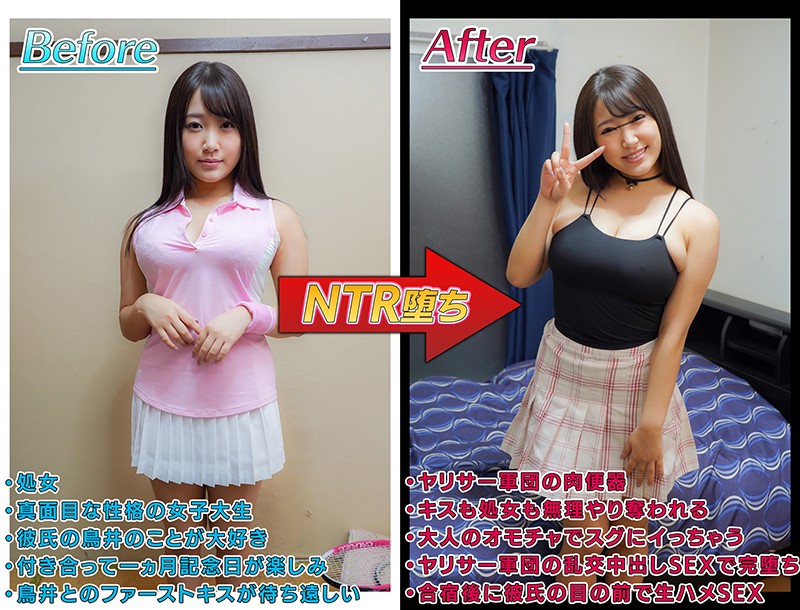 Before
After
NTR堕ち
・処女
・真面目な性格の女子大生
・彼氏の鳥井のことが大好き
・付き合って一ヵ月記念日が楽しみ
・鳥井とのファーストキスが待ち遠しい
・ヤリサー軍団の肉便器
・キスも処女も無理やり奪われる
・大人のオモチャでスグにイっちゃう
・ヤリサー軍団の乱交中出しSEXで完堕ち
・合宿後に彼氏の目の前で生ハメSEX